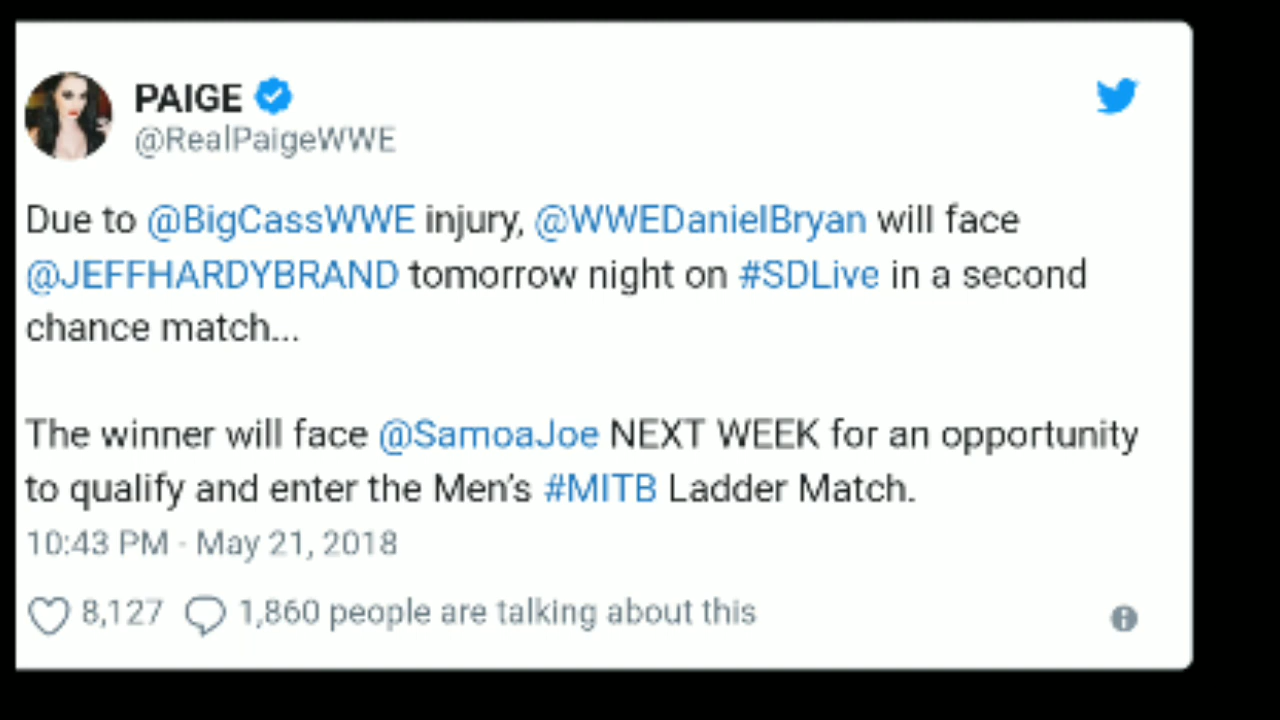 PAIGE
@RealPaigeWWE
Due to @BigCassWWE injury, @WWEDanielBryan will face
@JEFFHARDYBRAND tomorrow night on #SDLive in a second
chance match...
The winner will face @SamoaJoe NEXT WEEK for an opportunity
to qualify and enter the Men’s #MITB Ladder Match.
10:43 PM · May 21, 2018
8,127 1,860 people are talking about this